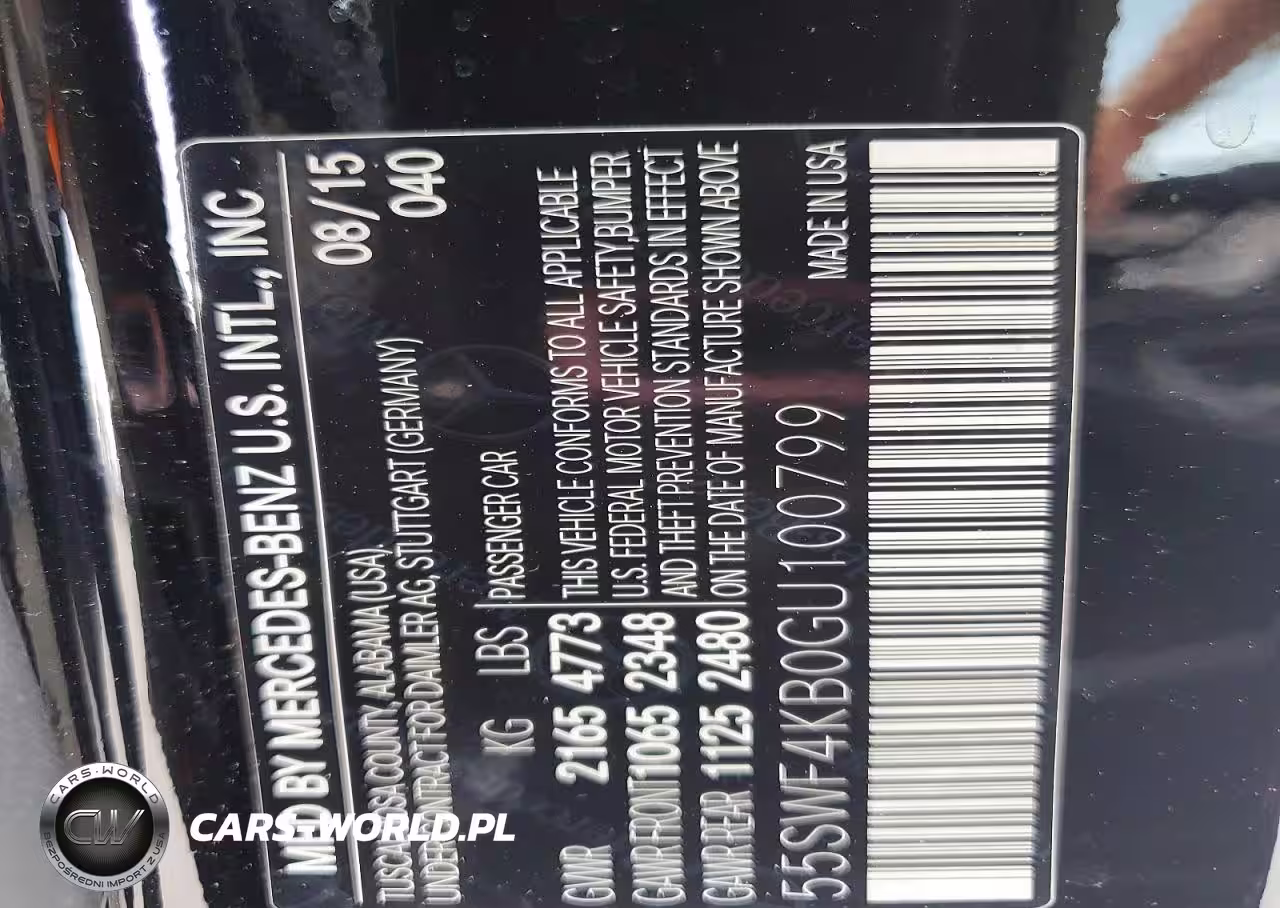 MFD BY MERCEDES-BENZ U.S. INTL., INC
08/15
TUSCALOOSA COUNTY, ALABAMA (USA),
040
UNDER CONTRACT FOR DAIMLER AG, STUTTGART (GERMANY)
KG LBS PASSENGER CAR
GVWR 2165 4773 THIS VEHICLE CONFORMS TO ALL APPLICABLE
GAWR FRONT 1065 2348 U.S. FEDERAL MOTOR VEHICLE SAFETY, BUMPER
AND THEFT PREVENTION STANDARDS IN EFFECT
GAWR REAR 1125 2480 ON THE DATE OF MANUFACTURE SHOWN ABOVE
55SWF4KB0GU100799 MADE IN USA
CARS-WORLD
CW
BEZPOŚREDNI IMPORT Z USA
CARS-WORLD.PL